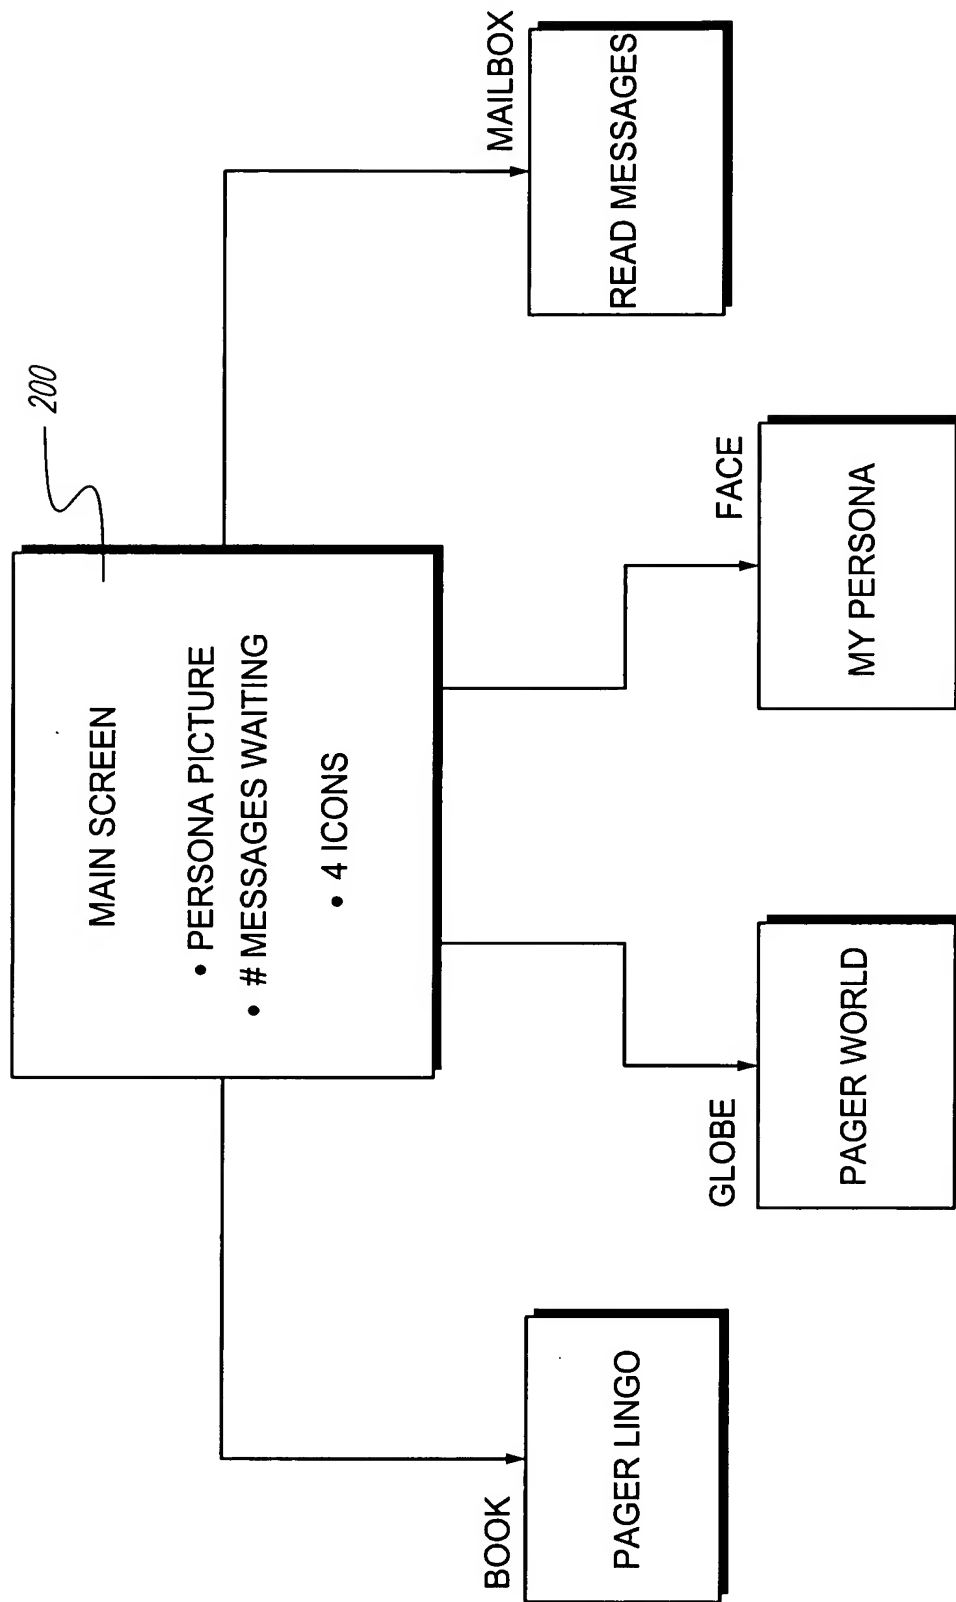 200
MAIN SCREEN
• PERSONA PICTURE
• # MESSAGES WAITING
• 4 ICONS
BOOK
PAGER LINGO
GLOBE
PAGER WORLD
FACE
MY PERSONA
MAILBOX
READ MESSAGES